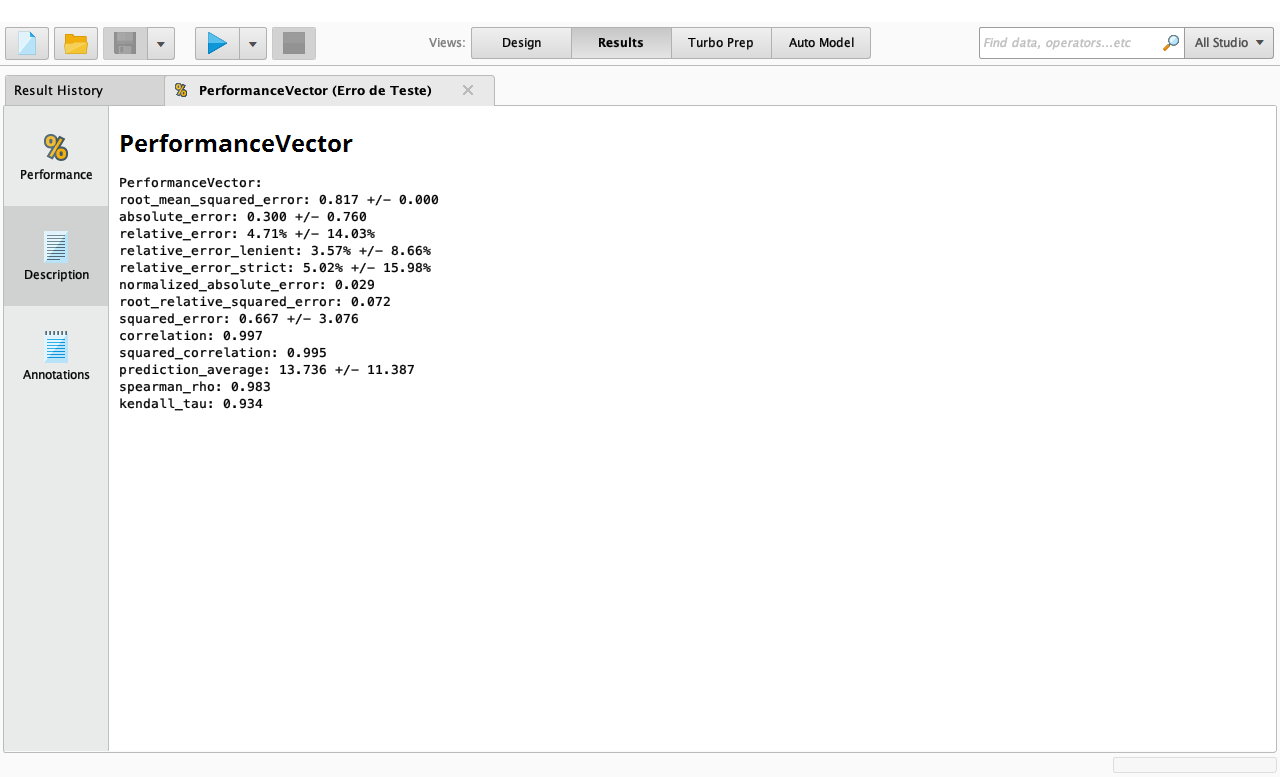 Views:
Design
Results
Turbo Prep
Auto Model
Find data, operators...etc
All Studio
Result History
PerformanceVector (Erro de Teste)
Performance
Description
Annotations
PerformanceVector
PerformanceVector:
root_mean_squared_error: 0.817 +/- 0.000
absolute_error: 0.300 +/- 0.760
relative_error: 4.71% +/- 14.03%
relative_error_lenient: 3.57% +/- 8.66%
relative_error_strict: 5.02% +/- 15.98%
normalized_absolute_error: 0.029
root_relative_squared_error: 0.072
squared_error: 0.667 +/- 3.076
correlation: 0.997
squared_correlation: 0.995
prediction_average: 13.736 +/- 11.387
spearman_rho: 0.983
kendall_tau: 0.934